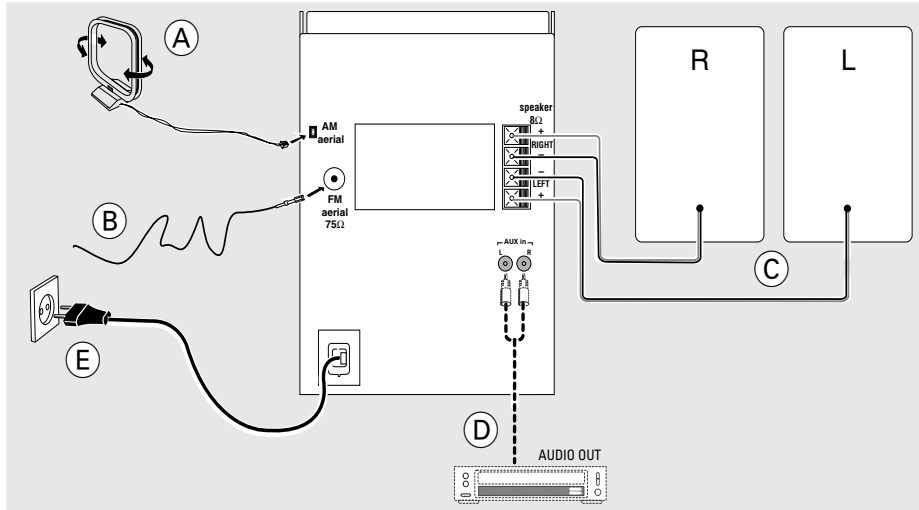 A
R
L
speaker
8Ω
+
RIGHT
–
–
LEFT
+
AM
aerial
FM
aerial
75Ω
B
C
AUX in
L
R
E
D
AUDIO OUT